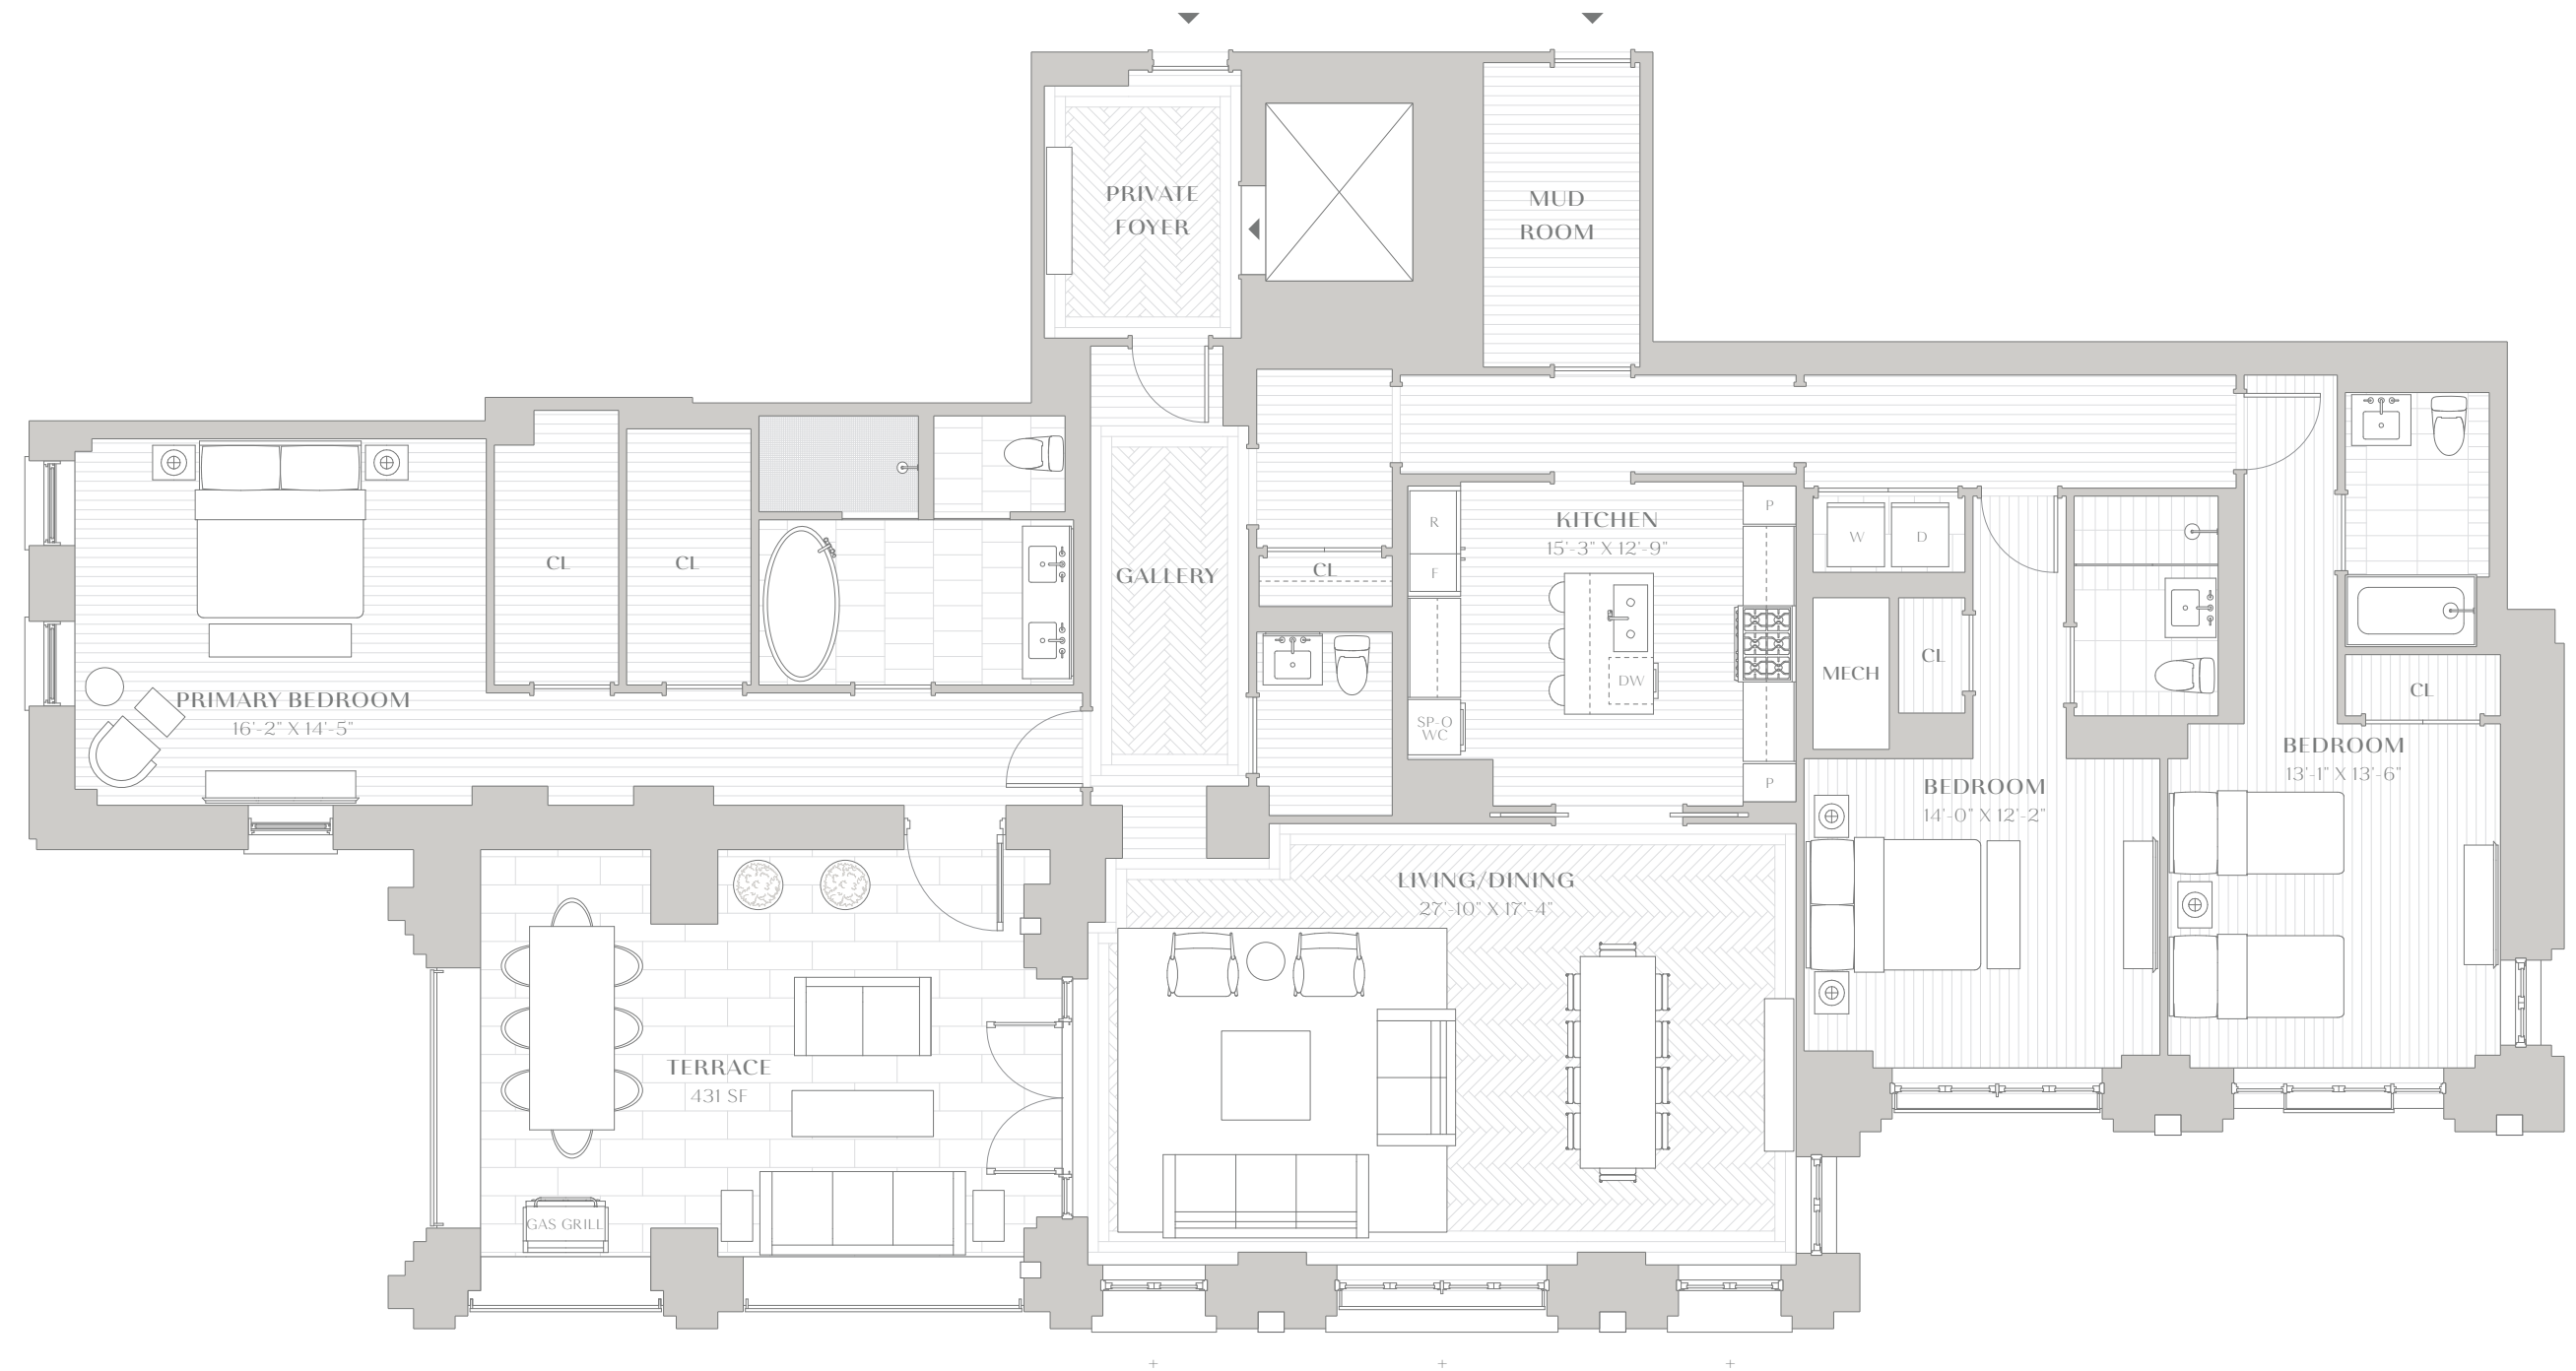 PRIVATE
FOYER
MUD
ROOM
PRIMARY BEDROOM
16'-2" X 14'-5"
CL
CL
GALLERY
CL
R
F
SP-O
WC
KITCHEN
15'-3" X 12'-9"
DW
P
P
W
D
MECH
CL
CL
BEDROOM
14'-0" X 12'-2"
BEDROOM
13'-1" X 13'-6"
LIVING/DINING
27'-10" X 17'-4"
TERRACE
431 SF
GAS GRILL